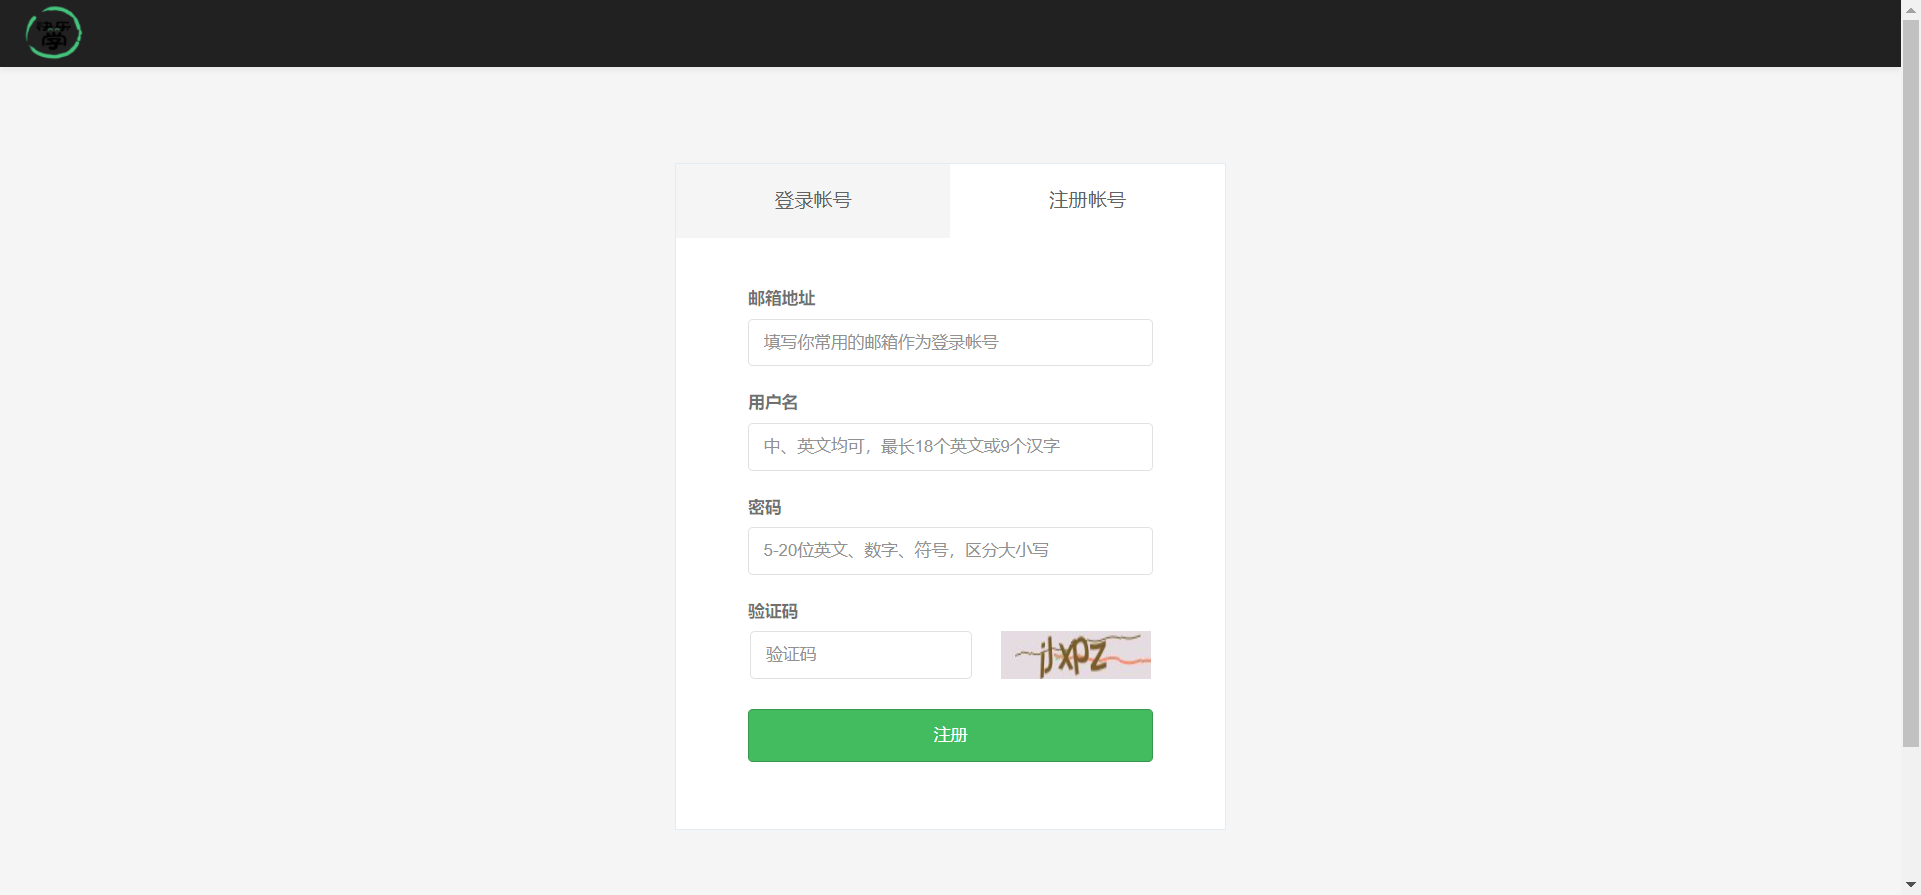 快乐
學
登录帐号
注册帐号
邮箱地址
填写你常用的邮箱作为登录帐号
用户名
中、英文均可，最长18个英文或9个汉字
密码
5-20位英文、数字、符号，区分大小写
验证码
验证码
注册